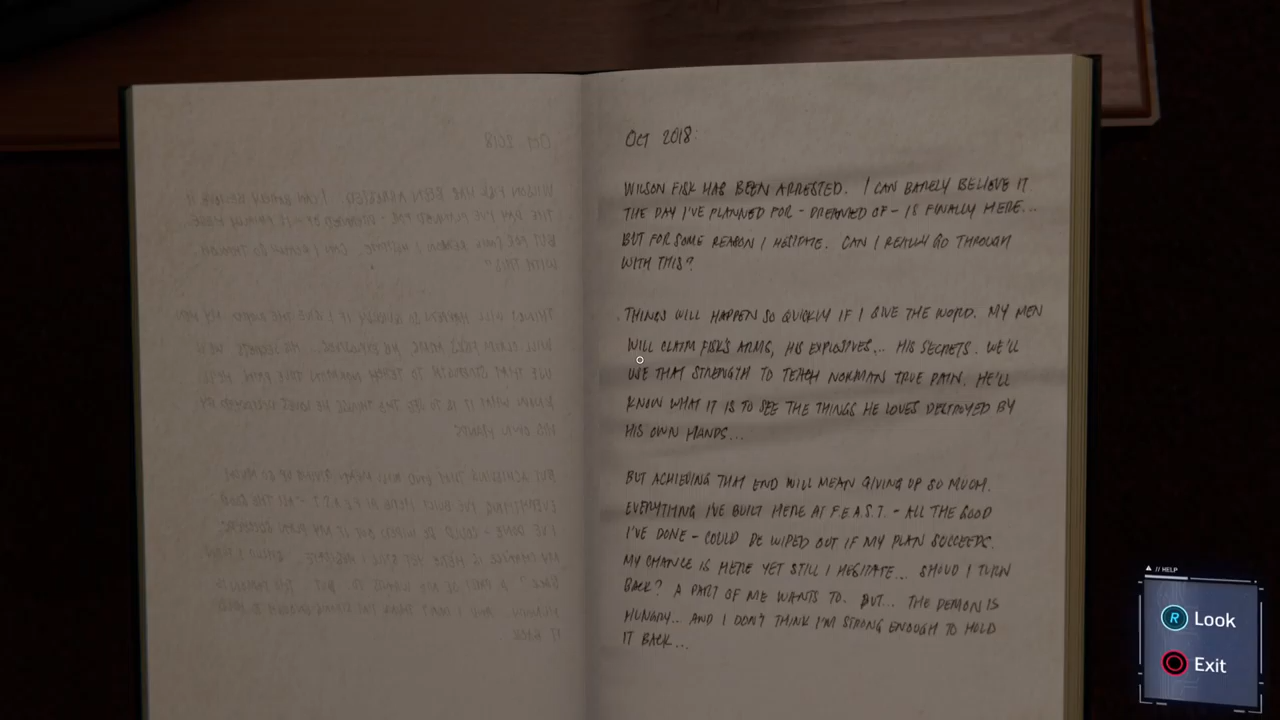 OCT 2018
WILSON FISK HAS BEEN ARRESTED. I CAN BARELY BELIEVE IT
THE DAY I'VE PLANNED FOR - DREAMED OF - IS FINALLY HERE...
BUT FOR SOME REASON I HESITATE. CAN I REALLY GO THROUGH
WITH THIS?
THINGS WILL HAPPEN SO QUICKLY IF I GIVE THE WORD. MY MEN
WILL CLAIM FISK'S ARMS, HIS EXPLOSIVES... HIS SECRETS. WE'LL
USE THAT STRENGTH TO TEACH NORMAN TRUE PAIN. HE'LL
KNOW WHAT IT IS TO SEE THE THINGS HE LOVES DESTROYED BY
HIS OWN HANDS...
BUT ACHIEVING THAT END WILL MEAN GIVING UP SO MUCH.
EVERYTHING I'VE BUILT HERE AT F.E.A.S.T. - ALL THE GOOD
I'VE DONE - COULD BE WIPED OUT IF MY PLAN SUCCEEDS.
MY CHANCE IS HERE YET STILL I HESITATE... SHOUD I TURN
BACK? A PART OF ME WANTS TO. BUT... THE DEMON IS
HUNGRY... AND I DON'T THINK I'M STRONG ENOUGH TO HOLD
IT BACK...
// HELP
R Look
Exit